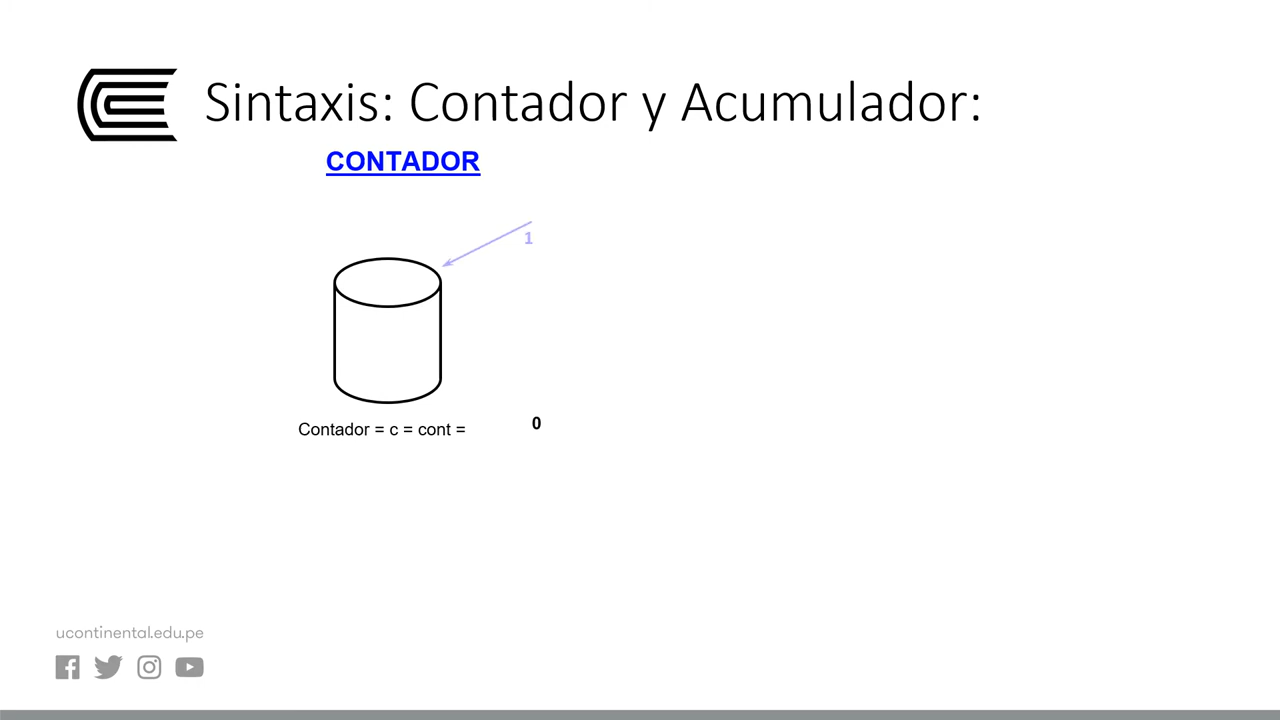 Sintaxis: Contador y Acumulador:
CONTADOR
1
Contador = c = cont =
0
ucontinental.edu.pe